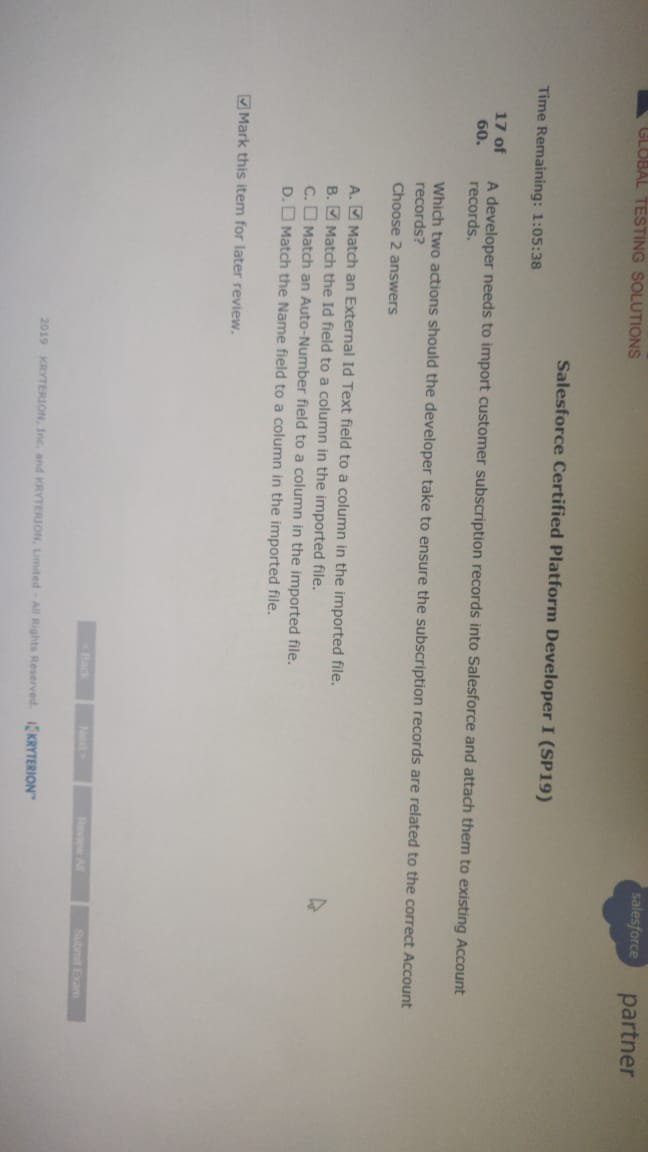 GLOBAL TESTING SOLUTIONS
salesforce
partner
Salesforce Certified Platform Developer I (SP19)
Time Remaining: 1:05:38
17 of
60.
A developer needs to import customer subscription records into Salesforce and attach them to existing Account
records.
Which two actions should the developer take to ensure the subscription records are related to the correct Account
records?
Choose 2 answers
A. Match an External Id Text field to a column in the imported file.
B. Match the Id field to a column in the imported file.
C. Match an Auto-Number field to a column in the imported file.
D. Match the Name field to a column in the imported file.
Mark this item for later review.
< Back
Next >
Review All
Submit Exam
2019 KRYTERION, Inc. and KRYTERION, Limited - All Rights Reserved.
KRYTERION